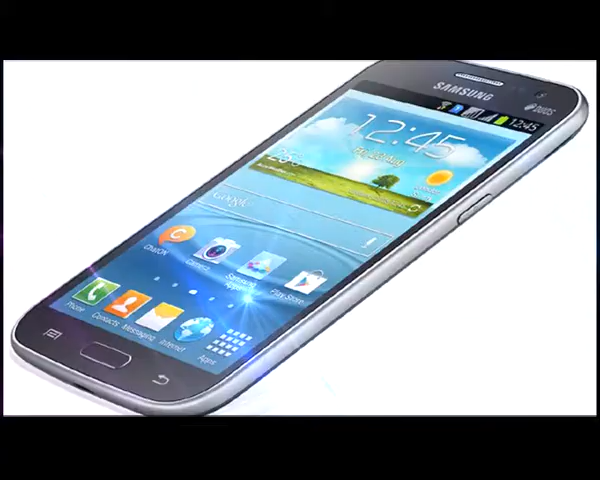 SAMSUNG
DUOS
12:45
12:45
Fri, 23 Aug
Google
ChatON
Camera
Samsung
Apps
Play Store
Phone
Contacts
Messaging
Internet
Apps